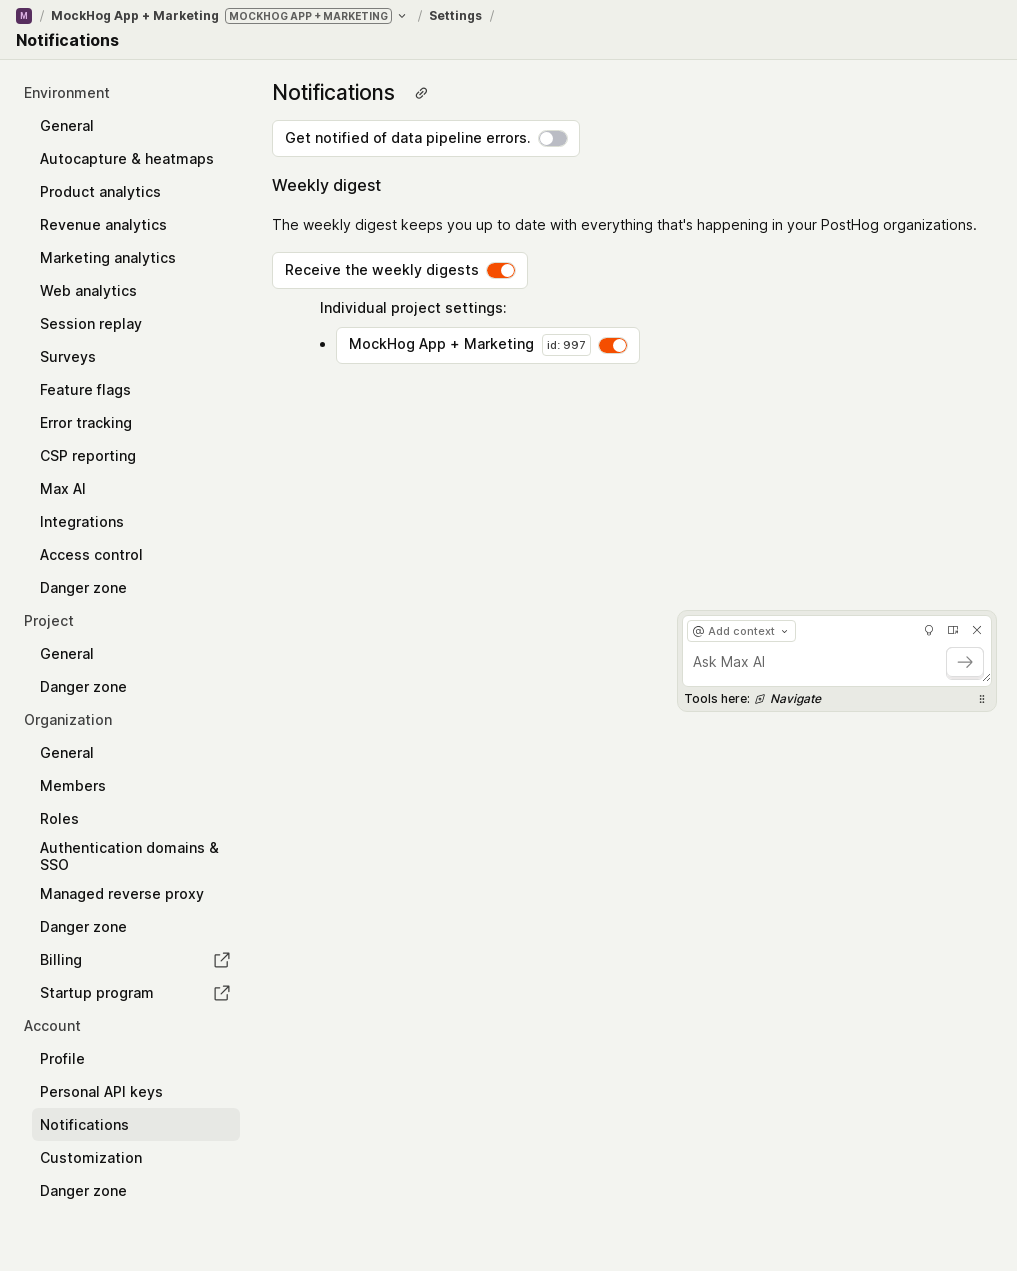 M / MockHog App + Marketing MOCKHOG APP + MARKETING / Settings /
Notifications
Environment
General
Autocapture & heatmaps
Product analytics
Revenue analytics
Marketing analytics
Web analytics
Session replay
Surveys
Feature flags
Error tracking
CSP reporting
Max AI
Integrations
Access control
Danger zone
Project
General
Danger zone
Organization
General
Members
Roles
Authentication domains &
SSO
Managed reverse proxy
Danger zone
Billing
Startup program
Account
Profile
Personal API keys
Notifications
Customization
Danger zone
Notifications
Get notified of data pipeline errors.
Weekly digest
The weekly digest keeps you up to date with everything that's happening in your PostHog organizations.
Receive the weekly digests
Individual project settings:
• MockHog App + Marketing id: 997
@ Add context
Ask Max AI
Tools here: Navigate